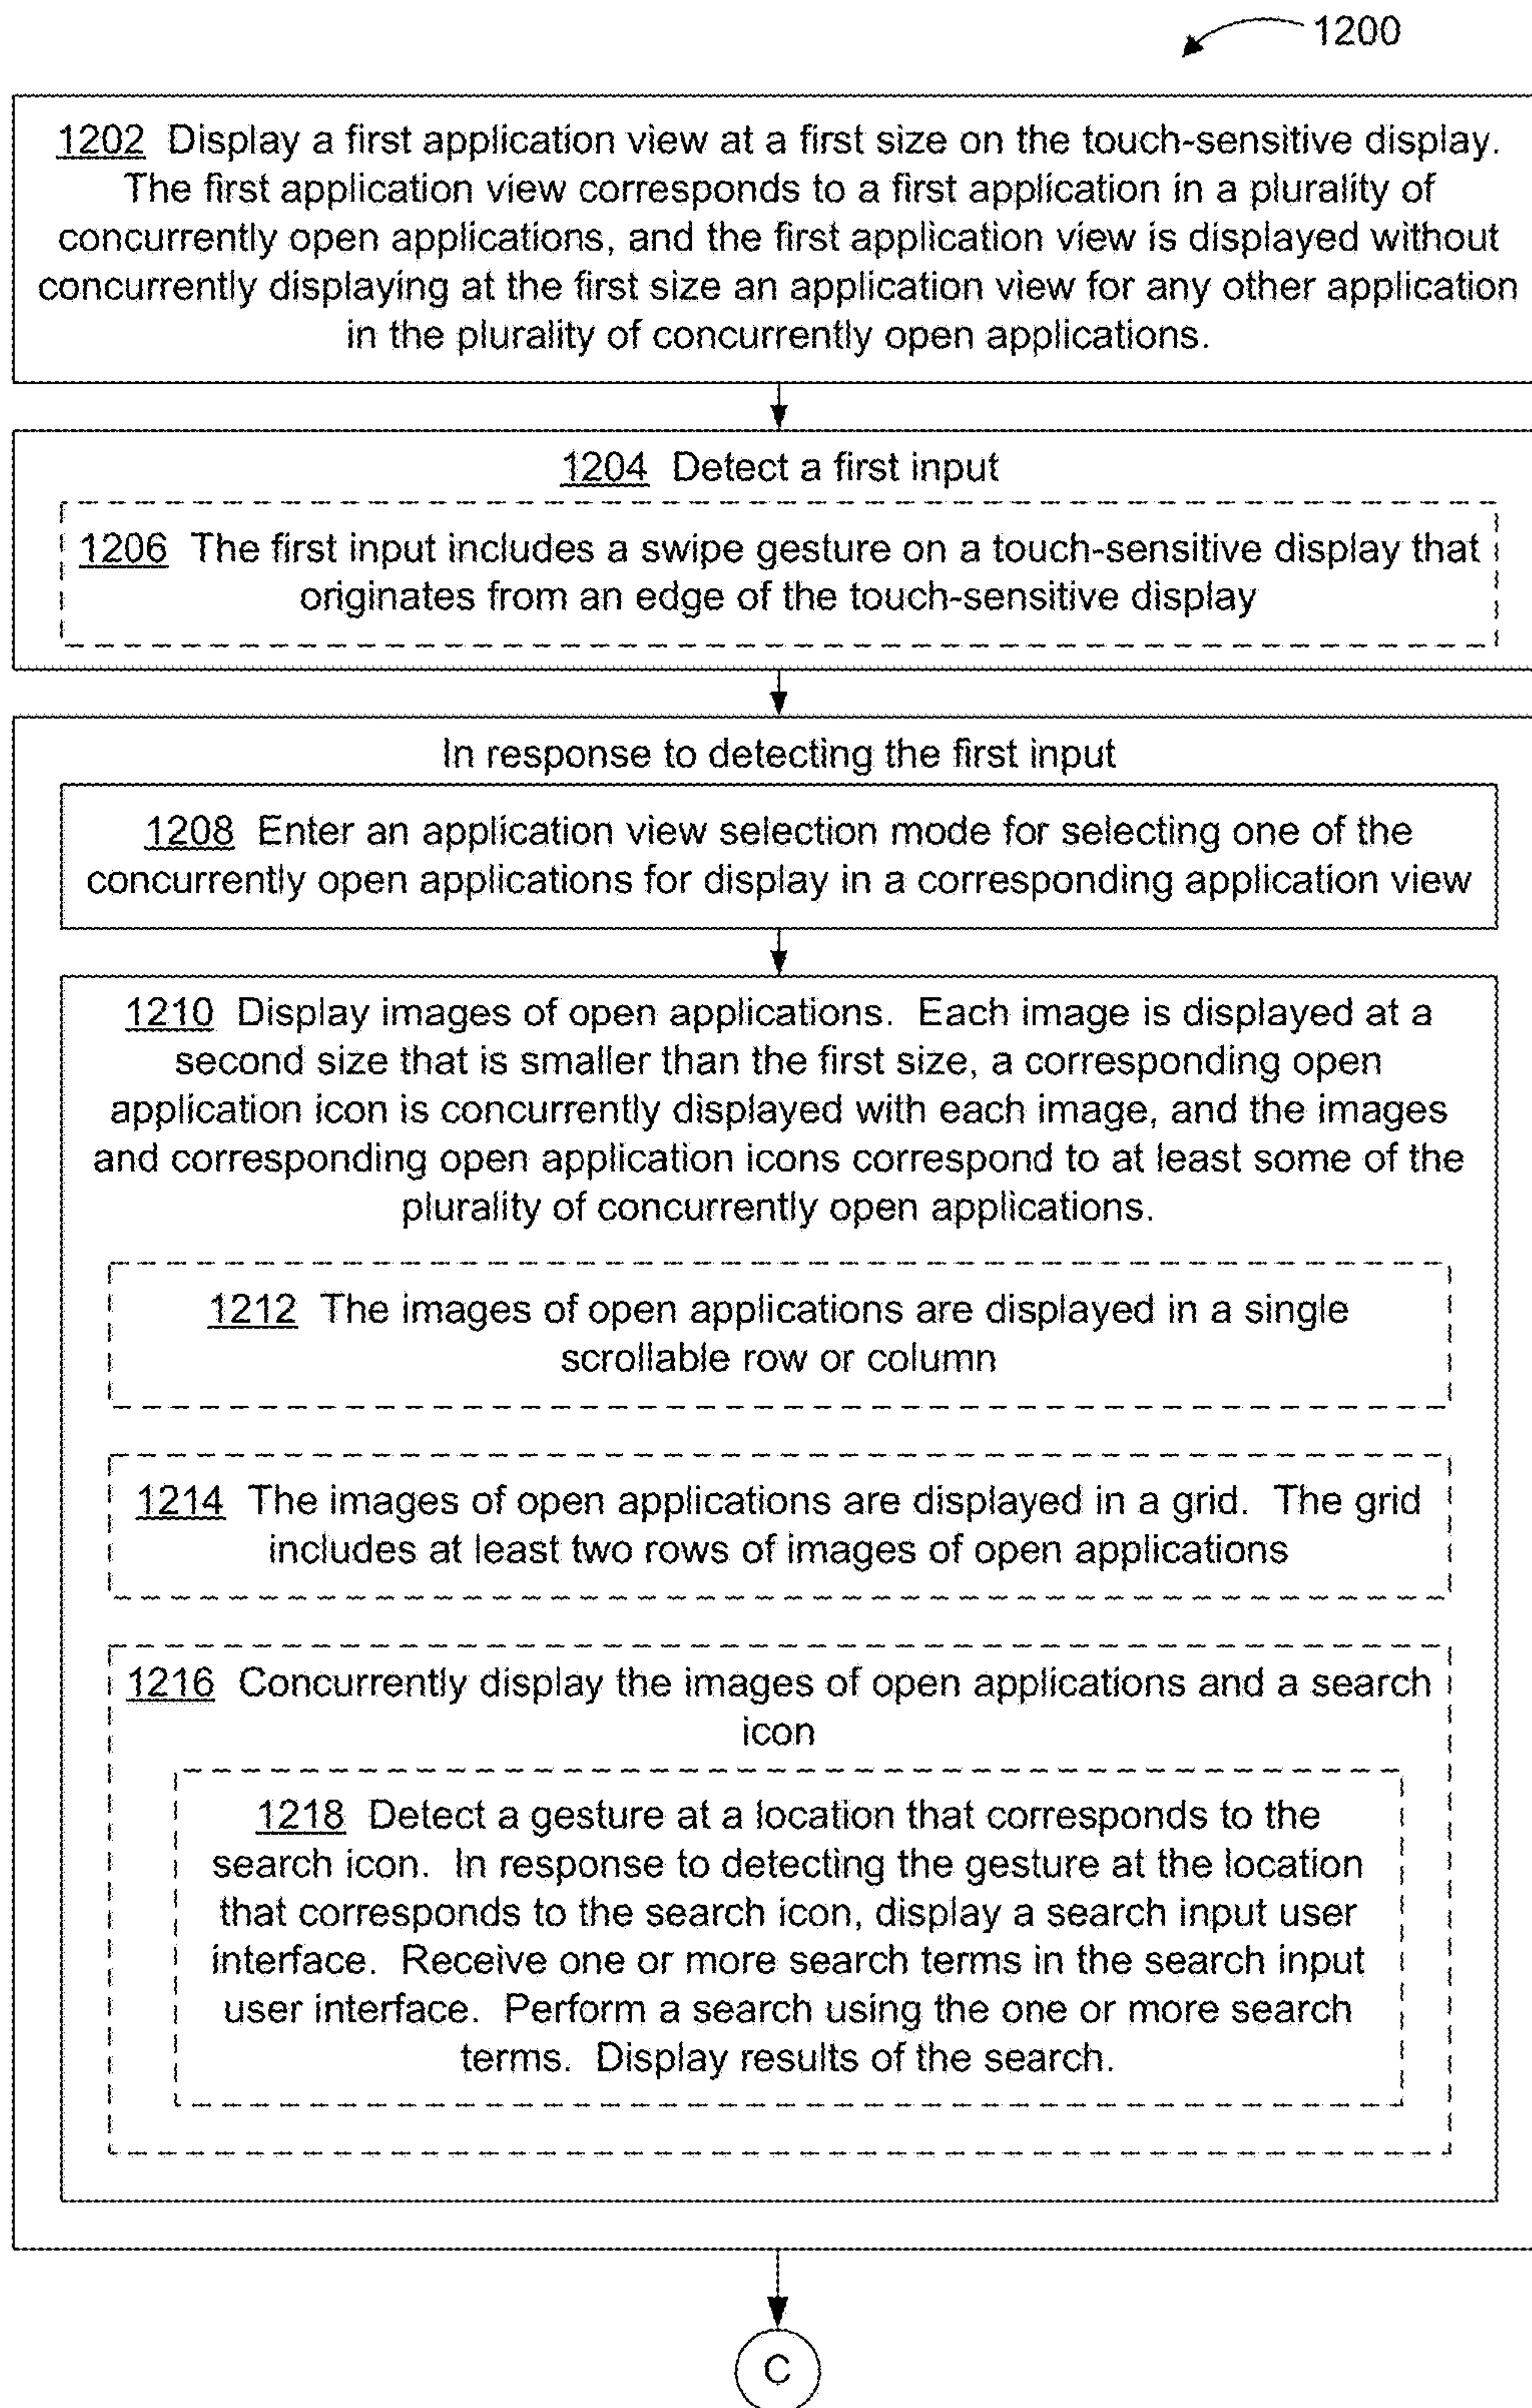 1200
1202 Display a first application view at a first size on the touch-sensitive display.
The first application view corresponds to a first application in a plurality of
concurrently open applications, and the first application view is displayed without
concurrently displaying at the first size an application view for any other application
in the plurality of concurrently open applications.
1204 Detect a first input
1206 The first input includes a swipe gesture on a touch-sensitive display that
originates from an edge of the touch-sensitive display
In response to detecting the first input
1208 Enter an application view selection mode for selecting one of the
concurrently open applications for display in a corresponding application view
1210 Display images of open applications. Each image is displayed at a
second size that is smaller than the first size, a corresponding open
application icon is concurrently displayed with each image, and the images
and corresponding open application icons correspond to at least some of the
plurality of concurrently open applications.
1212 The images of open applications are displayed in a single
scrollable row or column
1214 The images of open applications are displayed in a grid. The grid
includes at least two rows of images of open applications
1216 Concurrently display the images of open applications and a search
icon
1218 Detect a gesture at a location that corresponds to the
search icon. In response to detecting the gesture at the location
that corresponds to the search icon, display a search input user
interface. Receive one or more search terms in the search input
user interface. Perform a search using the one or more search
terms. Display results of the search.
C